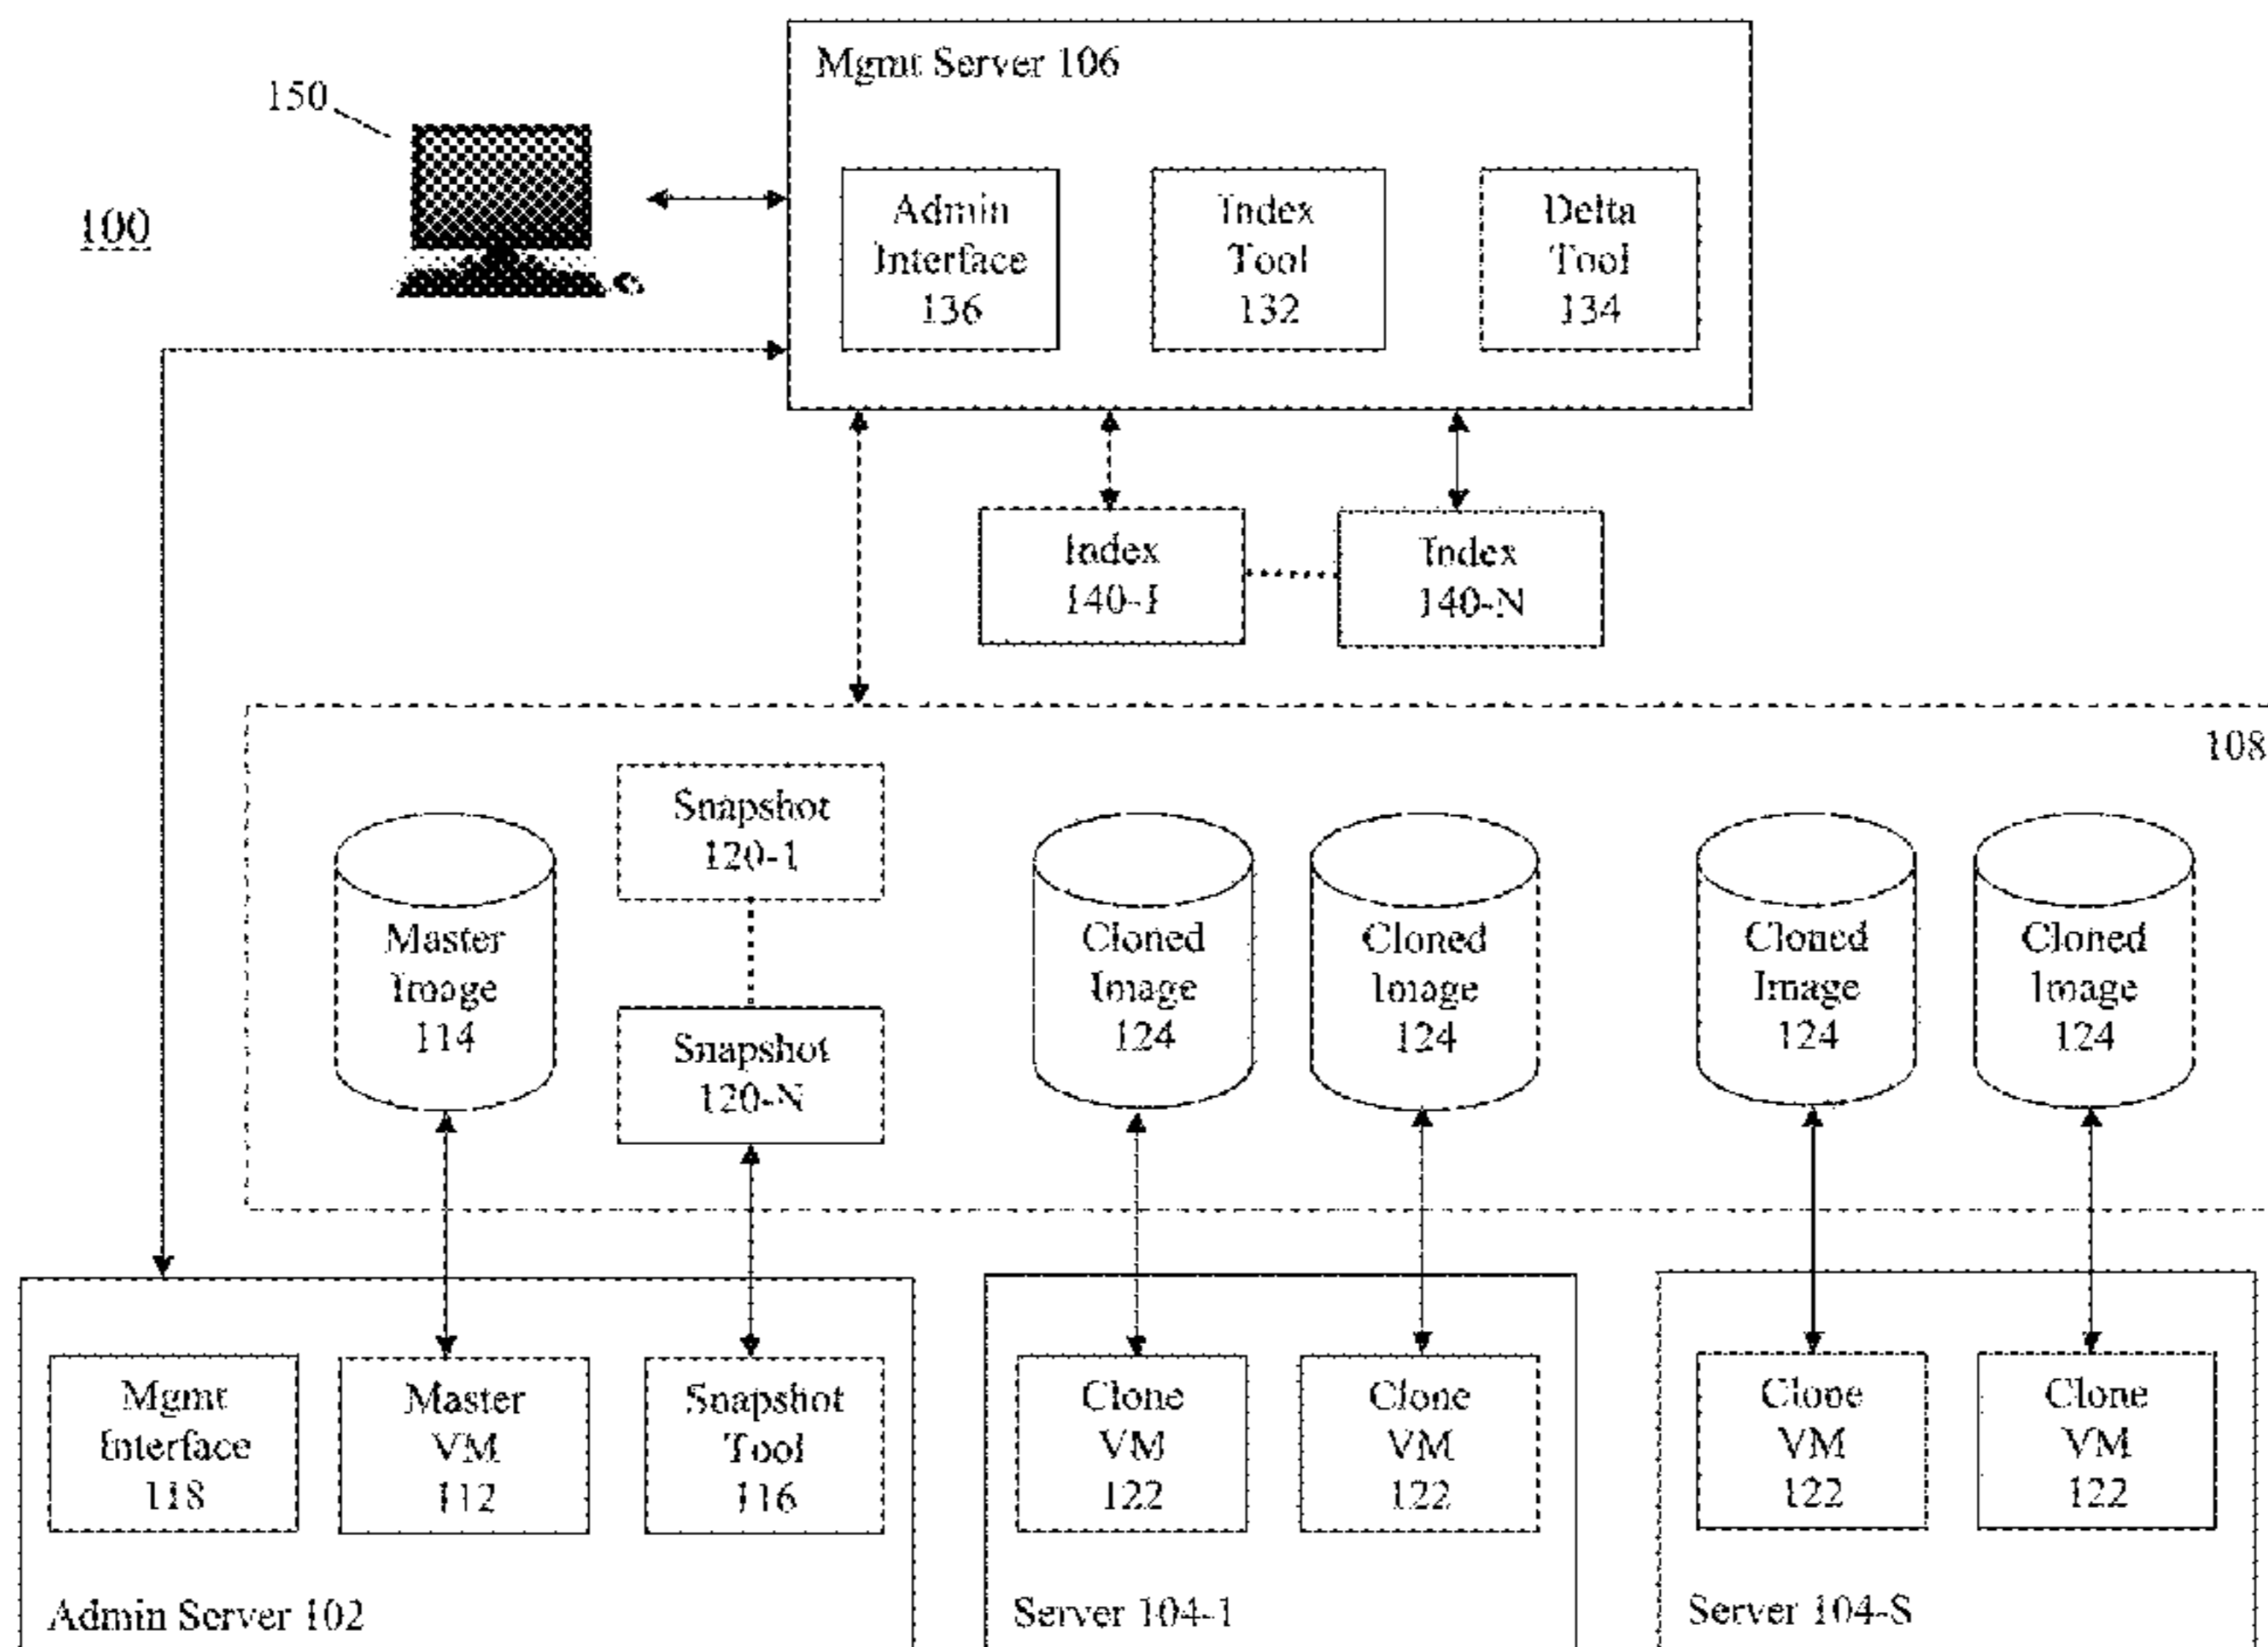 Mgmt Server 106
150
100
Admin
Interface
136
Index
Tool
132
Delta
Tool
134
Index
140-1
Index
140-N
108
Snapshot
120-1
Master
Image
114
Snapshot
120-N
Cloned
Image
124
Cloned
Image
124
Cloned
Image
124
Cloned
Image
124
Mgmt
Interface
118
Master
VM
112
Snapshot
Tool
116
Admin Server 102
Clone
VM
122
Clone
VM
122
Server 104-1
Clone
VM
122
Clone
VM
122
Server 104-S